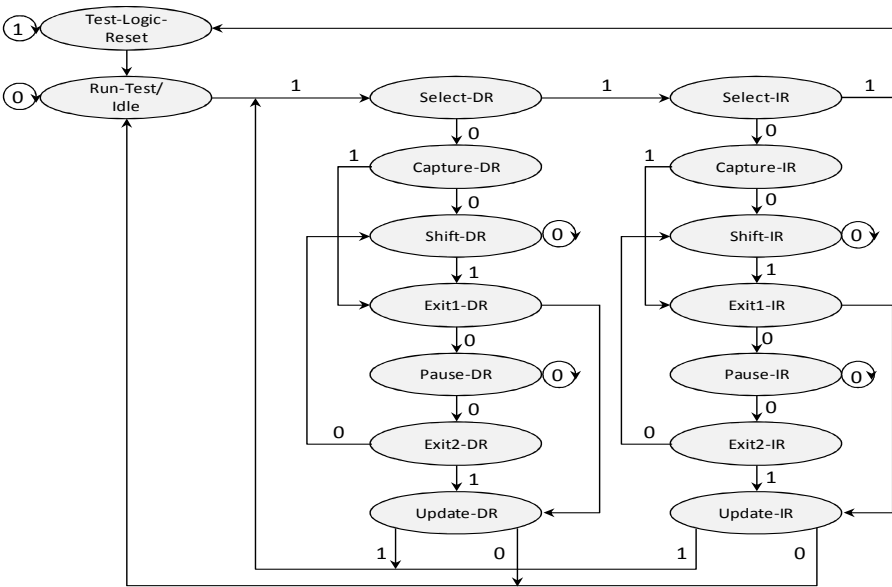 Test-Logic-
Reset
1
Run-Test/
Idle
0
1
Select-DR
1
Select-IR
1
0
0
1
Capture-DR
1
Capture-IR
0
0
Shift-DR
0
Shift-IR
0
1
1
Exit1-DR
Exit1-IR
0
0
Pause-DR
0
Pause-IR
0
0
0
0
Exit2-DR
0
Exit2-IR
1
1
Update-DR
Update-IR
1
0
1
0